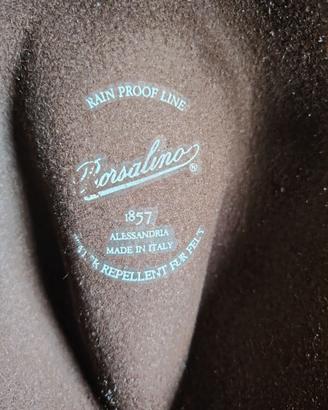 RAIN PROOF LINE
Borsalino ®
1857
ALESSANDRIA
MADE IN ITALY
REPELLENT FUR FELT